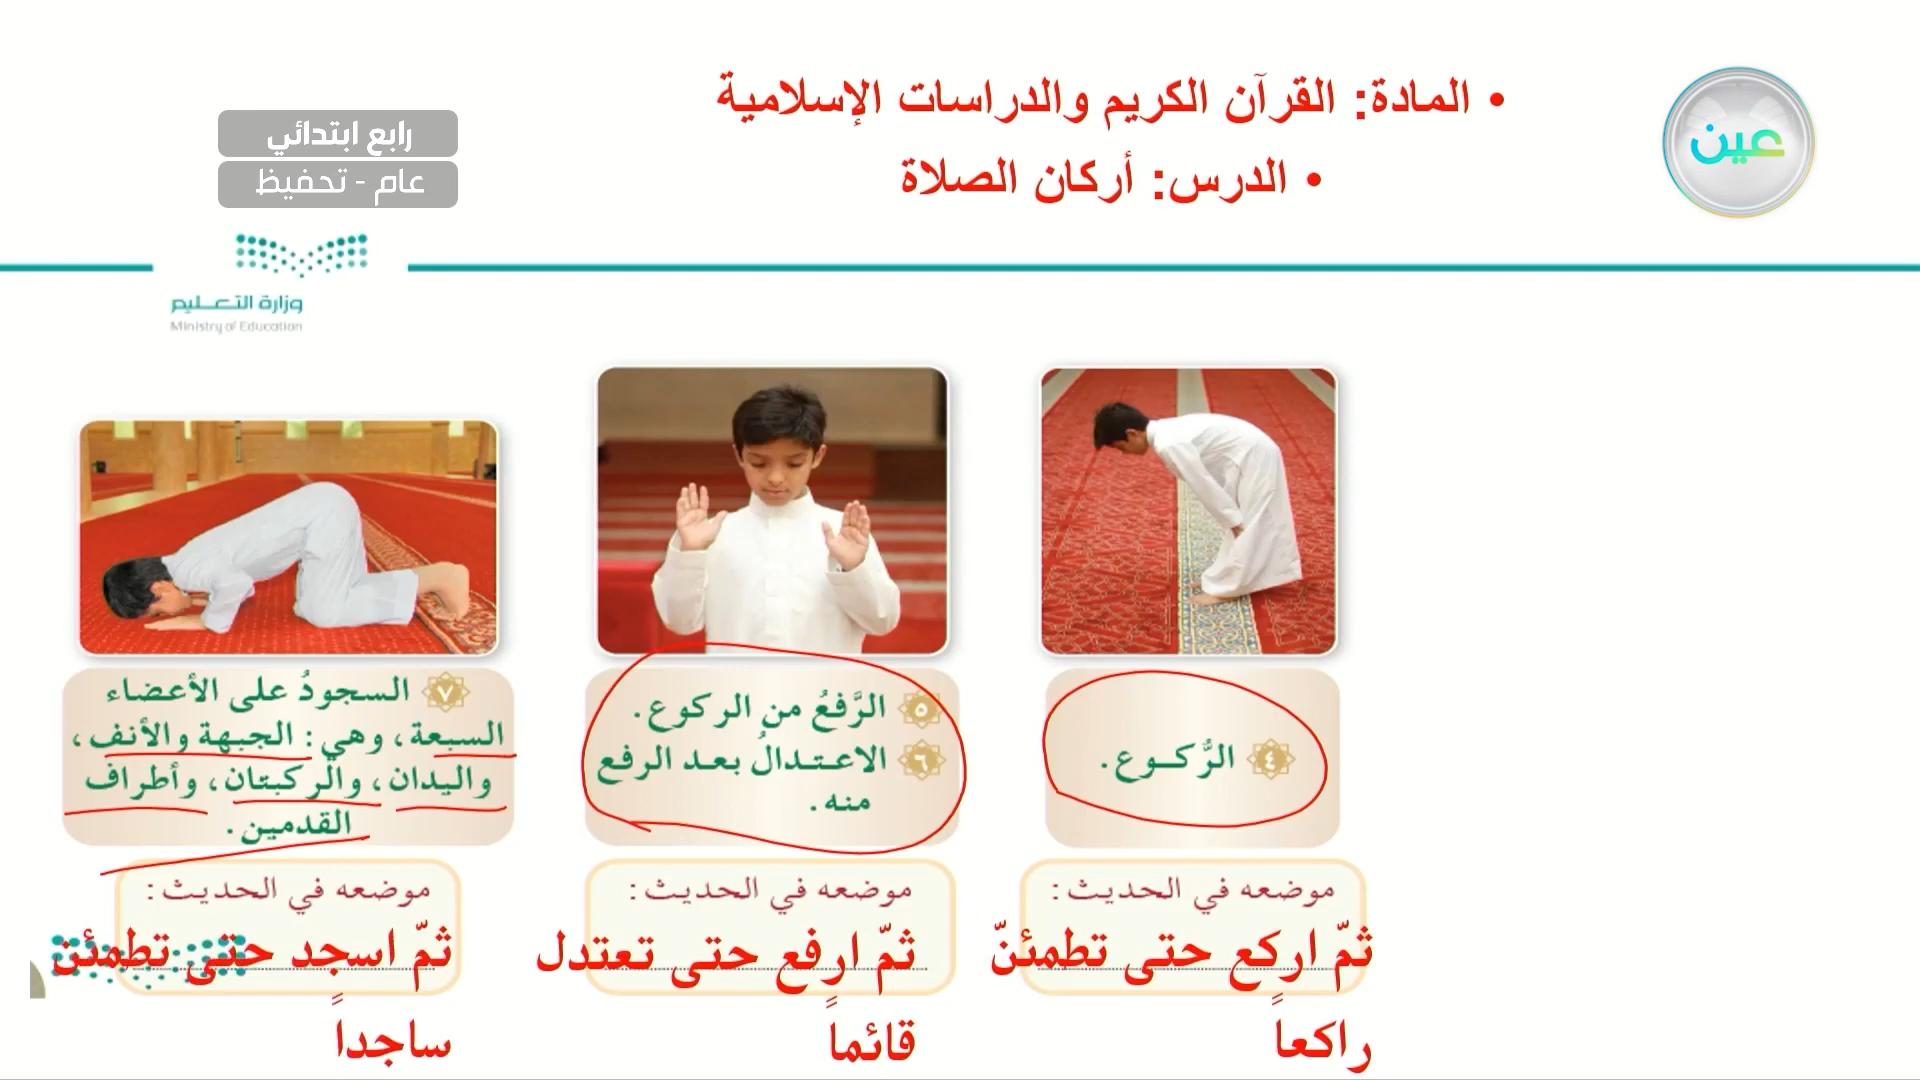 • المادة: القرآن الكريم والدراسات الإسلامية
• الدرس: أركان الصلاة
عين
رابع ابتدائي
عام - تحفيظ
وزارة التعليم
Ministry of Education
٤ الرُّكوع.
موضعه في الحديث:
ثمّ اركع حتى تطمئنّ
راكعاً
٥ الرَّفعُ من الركوع.
٦ الاعتدالُ بعد الرفع
منه.
موضعه في الحديث:
ثمّ ارفع حتى تعتدل
قائماً
٧ السجودُ على الأعضاء
السبعة، وهي: الجبهة والأنف،
واليدان، والركبتان، وأطراف
القدمين.
موضعه في الحديث:
ثمّ اسجد حتى تطمئن
ساجداً